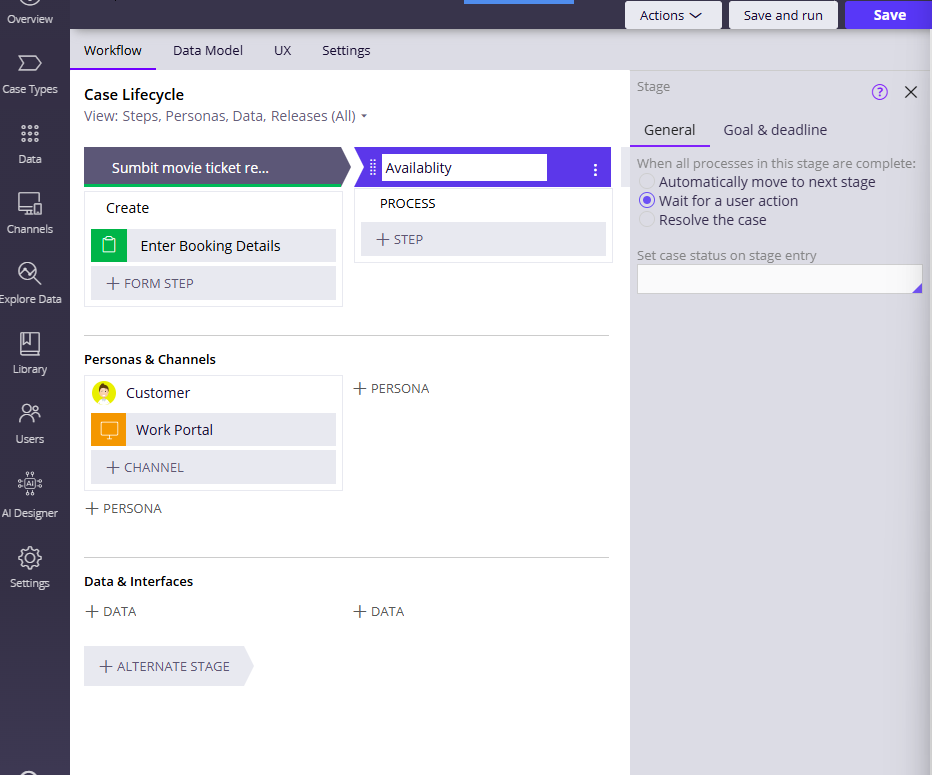 Overview
Case Types
Data
Channels
Explore Data
Library
Users
AI
AI Designer
Settings
Actions
Save and run
Save
Workflow
Data Model
UX
Settings
Case Lifecycle
View: Steps, Personas, Data, Releases (All)
Sumbit movie ticket re...
Availablity
Create
PROCESS
Enter Booking Details
+ STEP
+ FORM STEP
Personas & Channels
Customer
+ PERSONA
Work Portal
+ CHANNEL
+ PERSONA
Data & Interfaces
+ DATA
+ DATA
+ ALTERNATE STAGE
Stage
?
General
Goal & deadline
When all processes in this stage are complete:
Automatically move to next stage
Wait for a user action
Resolve the case
Set case status on stage entry